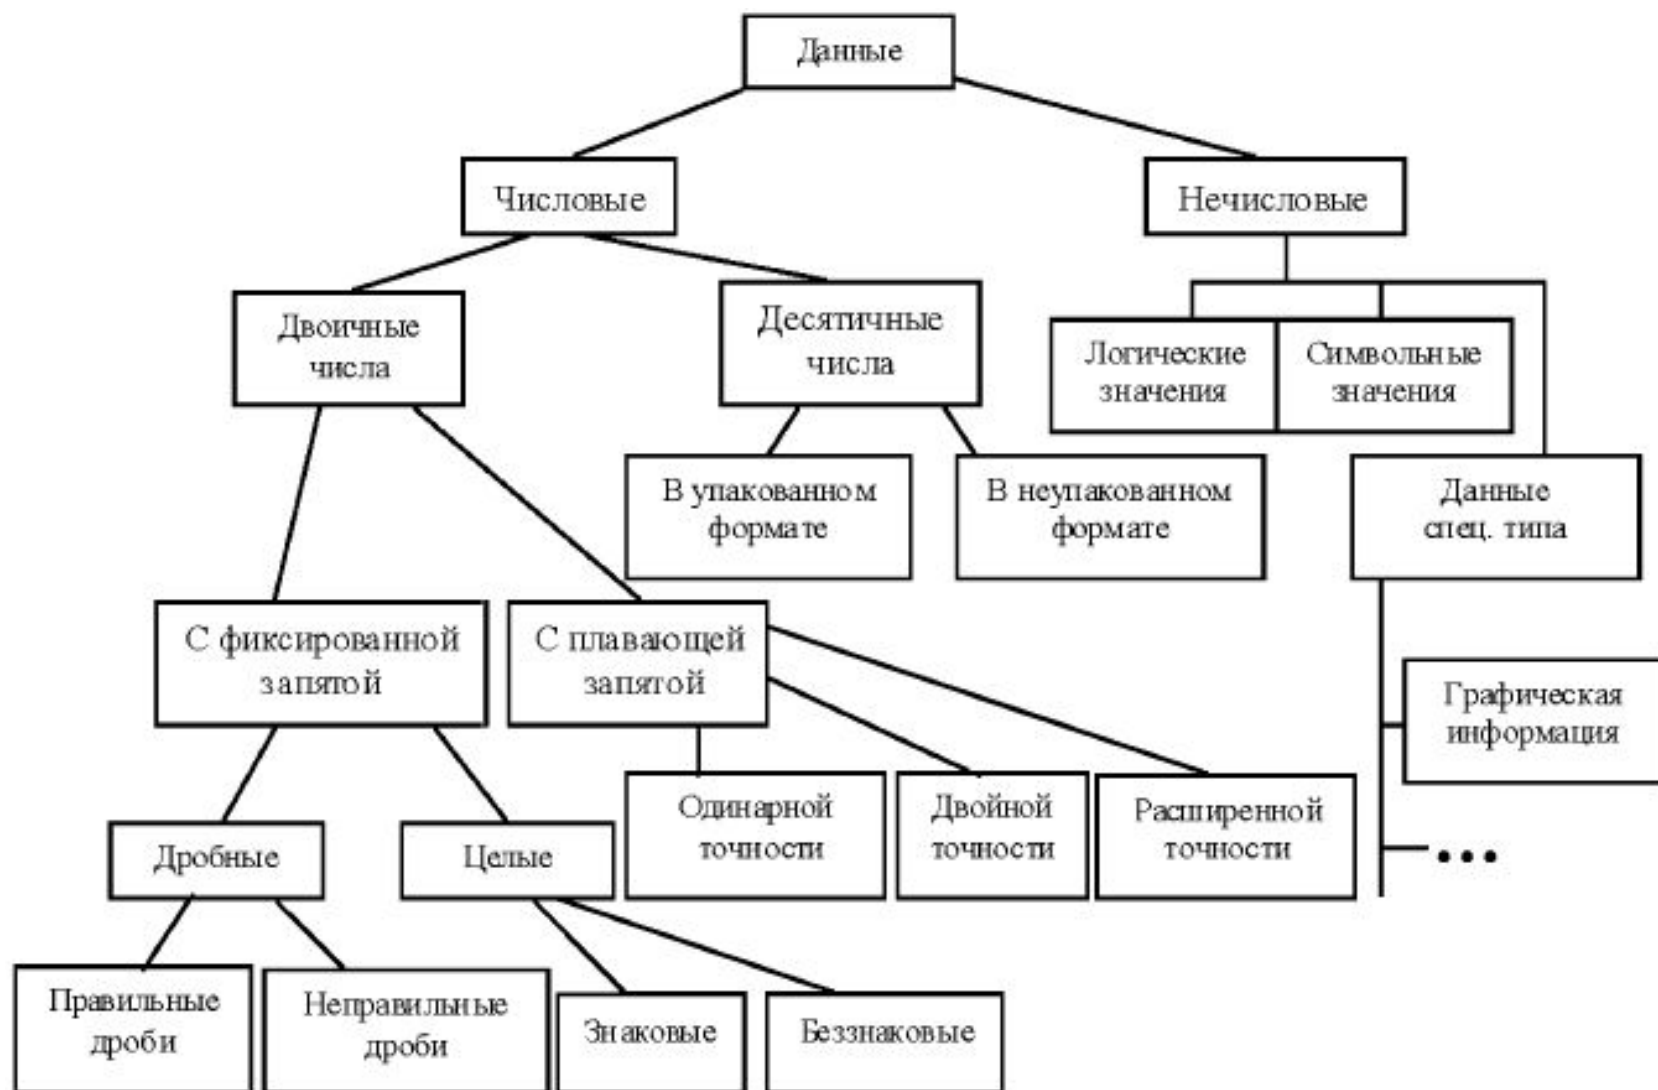 Данные
Числовые
Нечисловые
Двоичные
числа
Десятичные
числа
Логические
значения
Символьные
значения
В упакованном
формате
В неупакованном
формате
Данные
спец. типа
С фиксированной
запятой
С плавающей
запятой
Графическая
информация
Одинарной
точности
Двойной
точности
Расширенной
точности
...
Дробные
Целые
Правильные
дроби
Неправильные
дроби
Знаковые
Беззнаковые